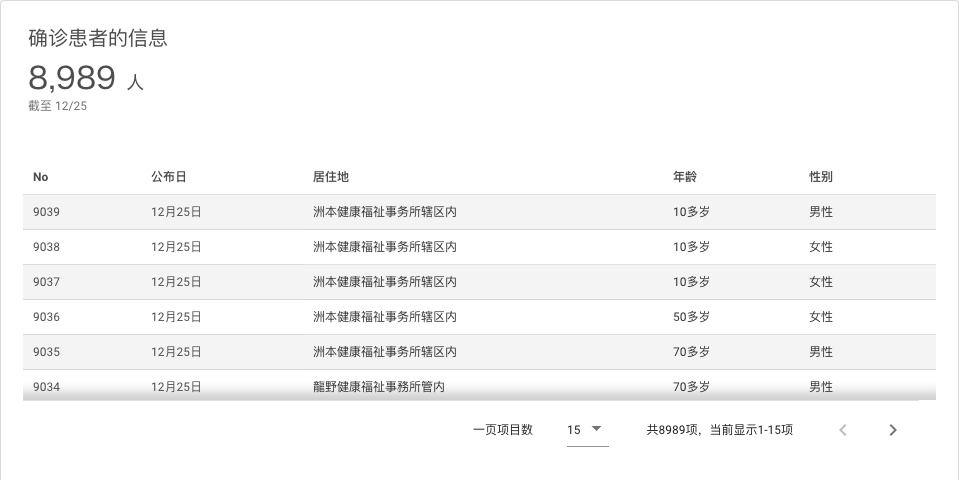 确诊患者的信息
8,989 人
截至 12/25
No 公布日 居住地 年龄 性别
9039 12月25日 洲本健康福祉事务所辖区内 10多岁 男性
9038 12月25日 洲本健康福祉事务所辖区内 10多岁 女性
9037 12月25日 洲本健康福祉事务所辖区内 10多岁 女性
9036 12月25日 洲本健康福祉事务所辖区内 50多岁 女性
9035 12月25日 洲本健康福祉事务所辖区内 70多岁 男性
9034 12月25日 龍野健康福祉事務所管内 70多岁 男性
一页项目数 15 共8989项，当前显示1-15项